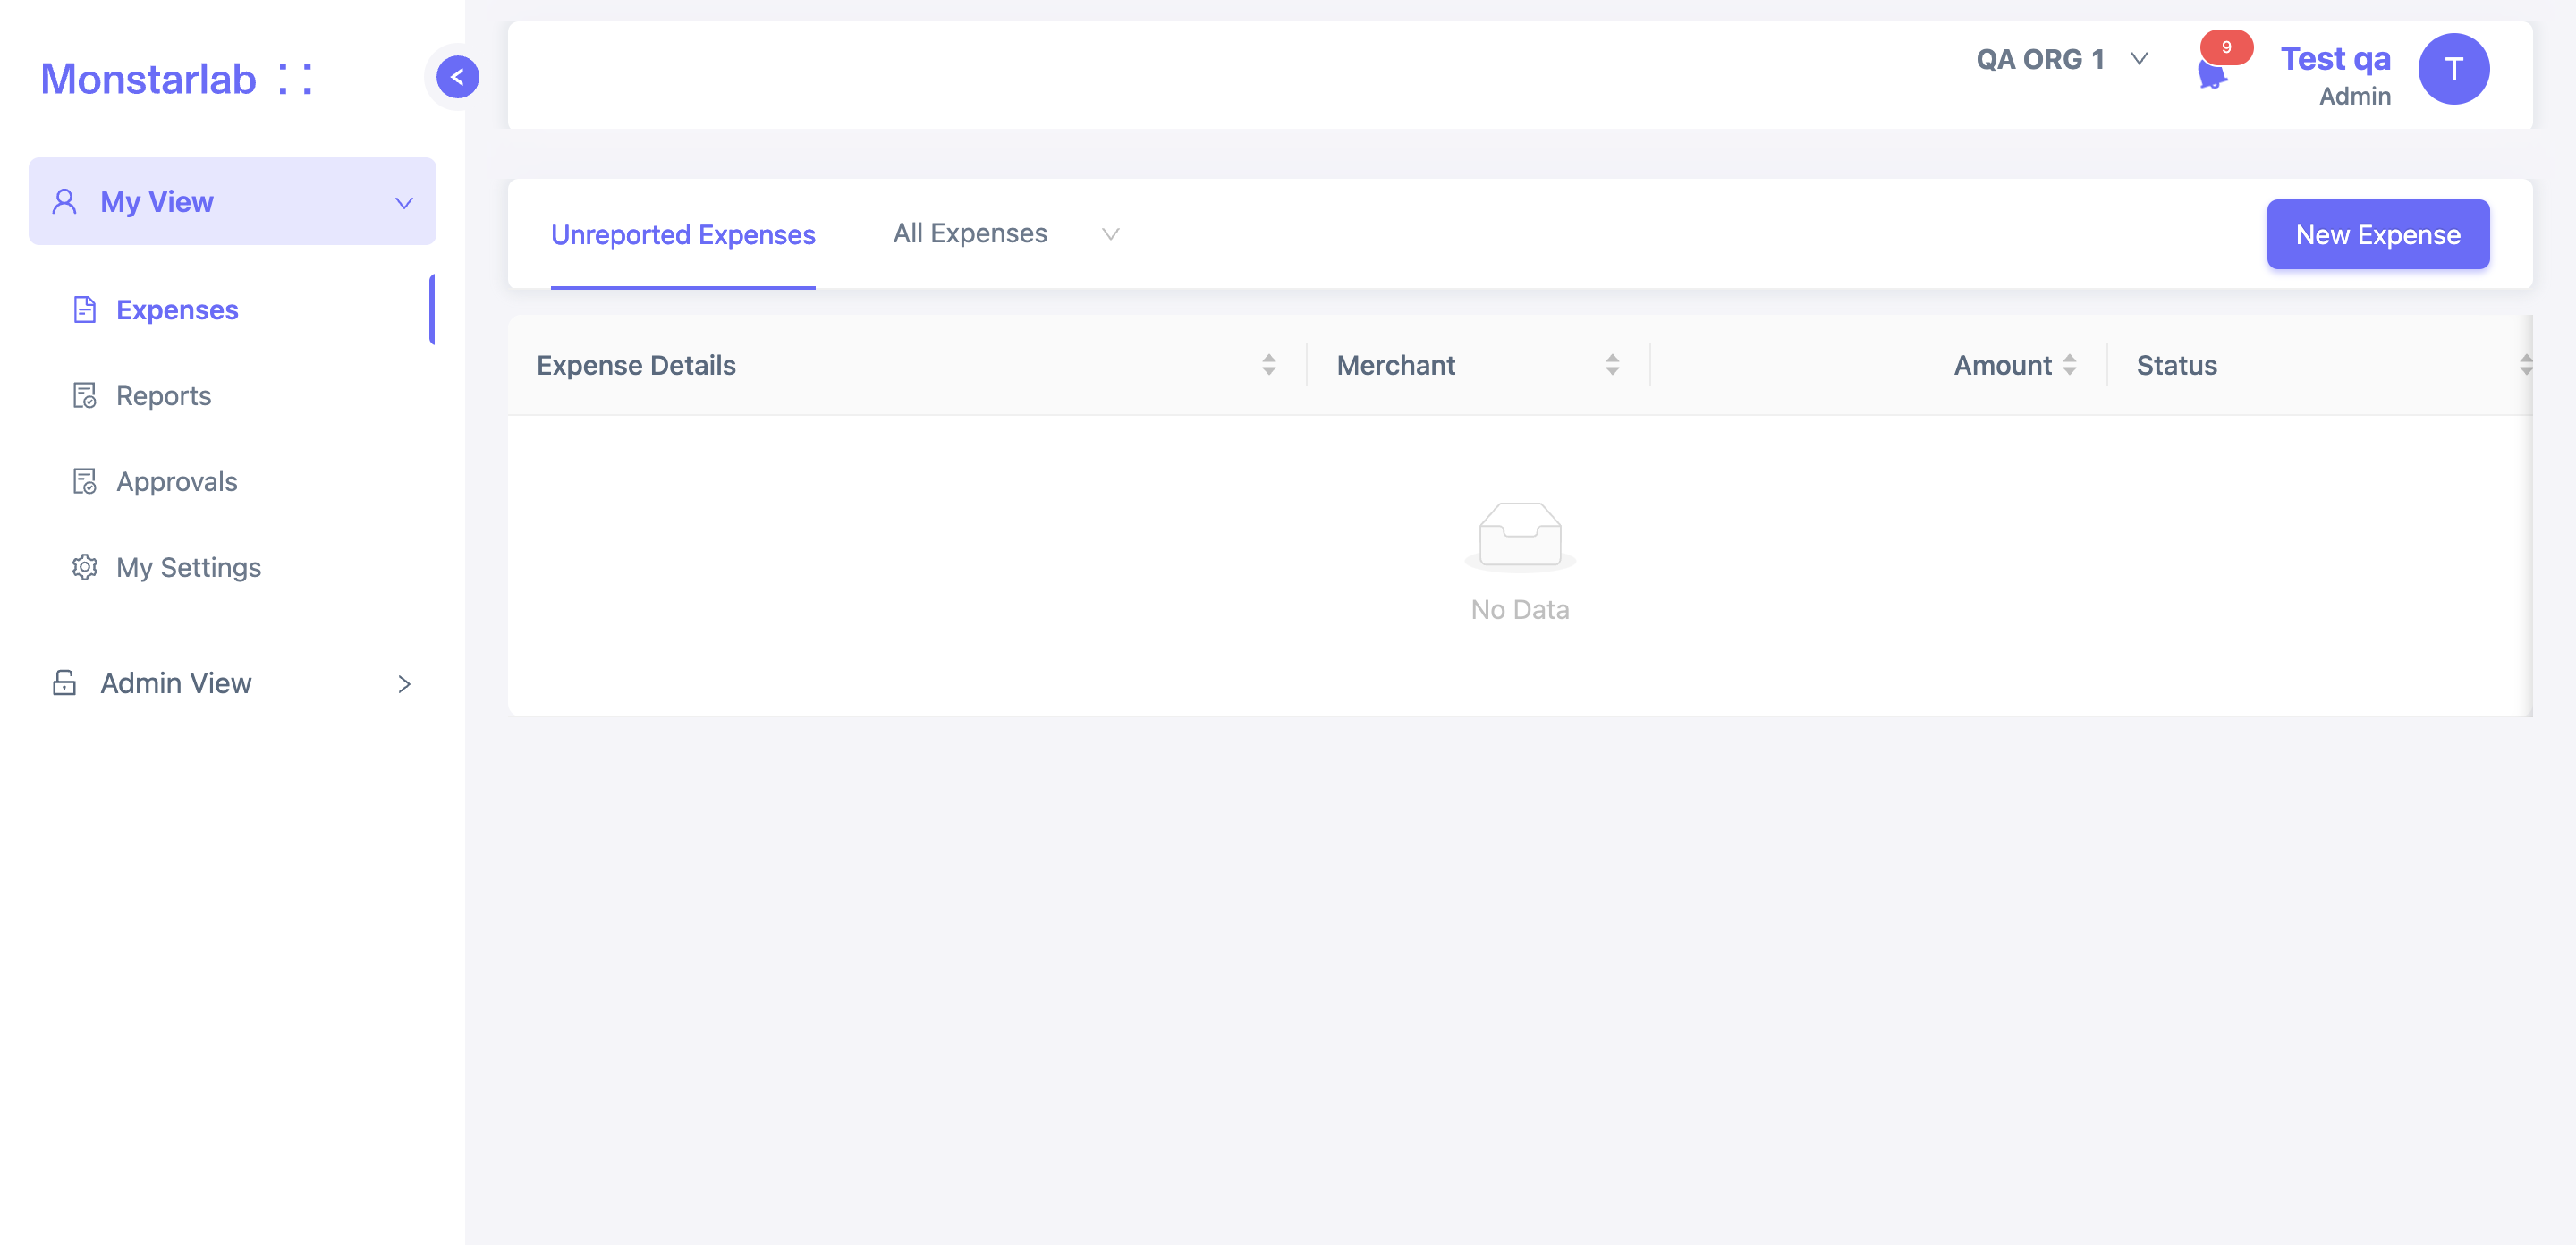 Monstarlab
QA ORG 1
9
Test qa
Admin
T
My View
Expenses
Reports
Approvals
My Settings
Admin View
Unreported Expenses
All Expenses
New Expense
Expense Details
Merchant
Amount
Status
No Data